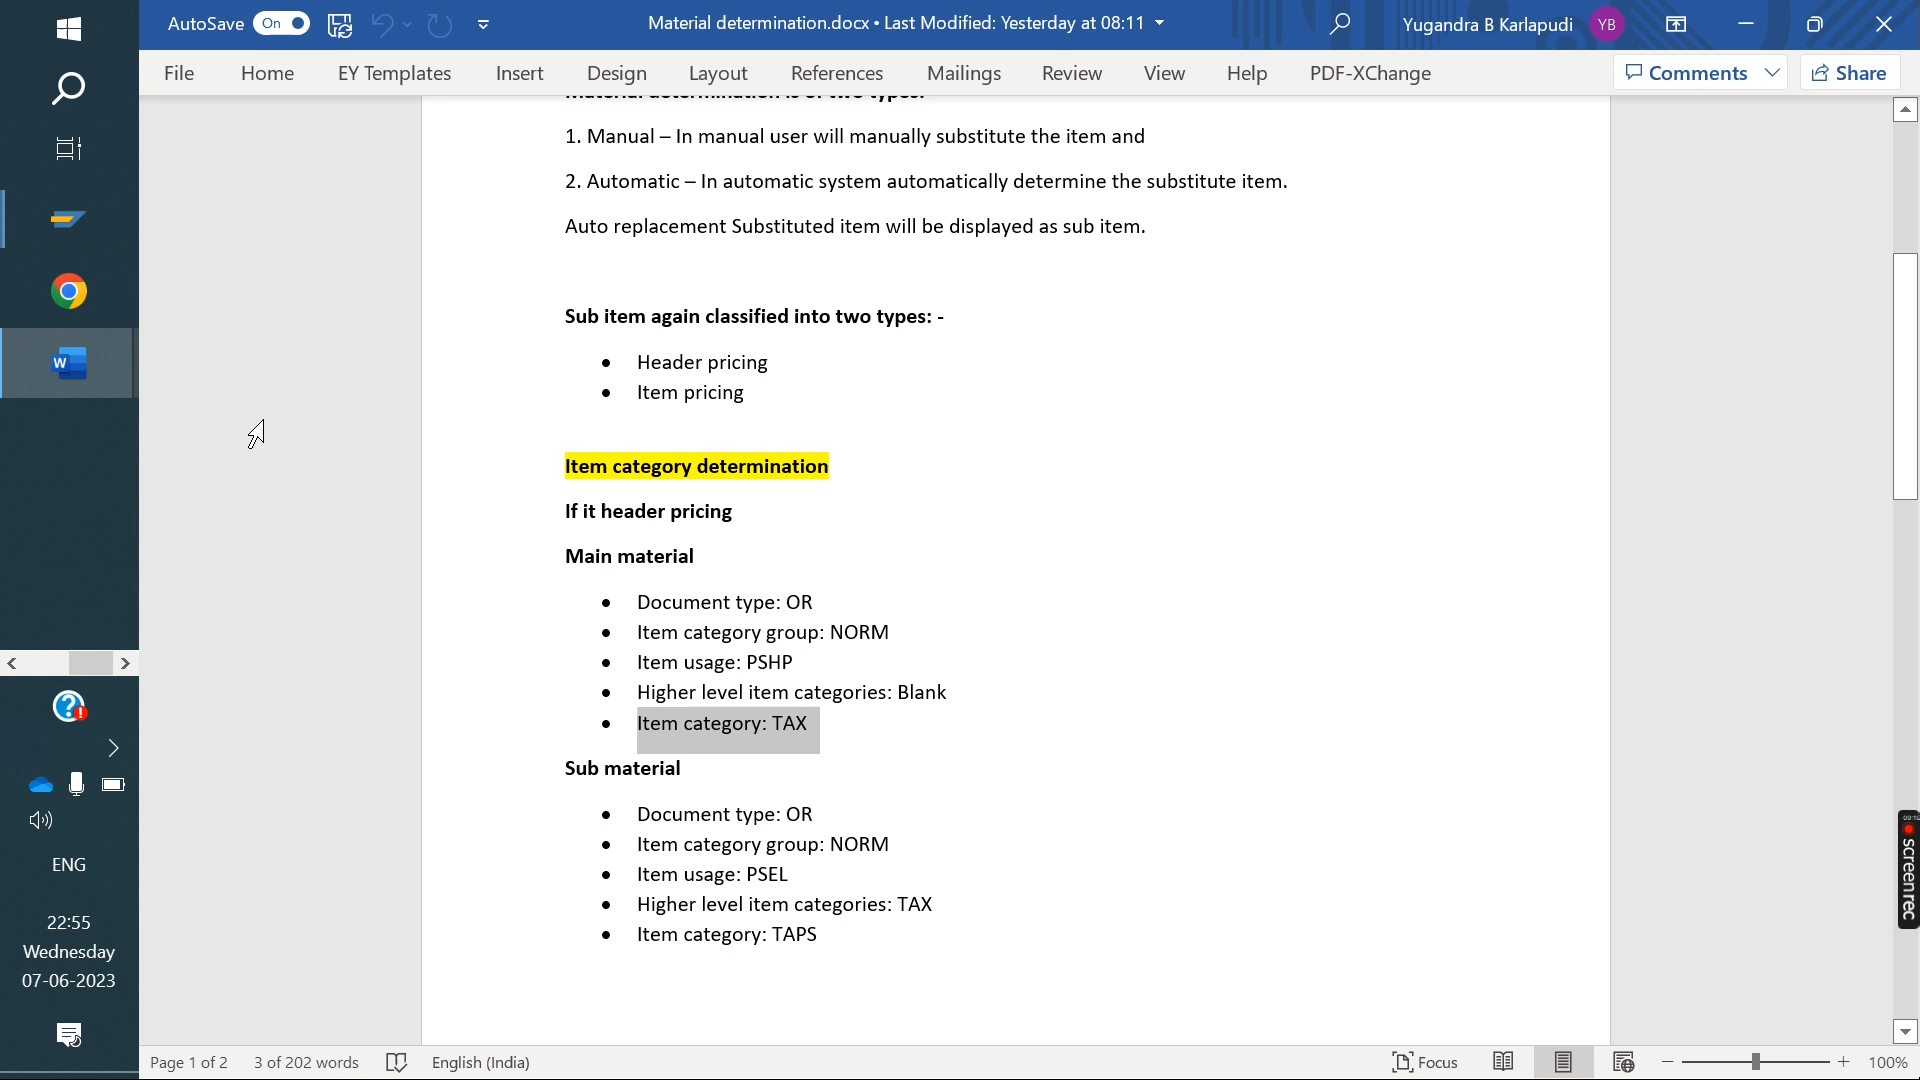 AutoSave On
Material determination.docx • Last Modified: Yesterday at 08:11
Yugandra B Karlapudi YB
File Home EY Templates Insert Design Layout References Mailings Review View Help PDF-XChange
Comments Share
Material determination is of two types:
1. Manual – In manual user will manually substitute the item and
2. Automatic – In automatic system automatically determine the substitute item.
Auto replacement Substituted item will be displayed as sub item.
Sub item again classified into two types: -
• Header pricing
• Item pricing
Item category determination
If it header pricing
Main material
• Document type: OR
• Item category group: NORM
• Item usage: PSHP
• Higher level item categories: Blank
• Item category: TAX
Sub material
• Document type: OR
• Item category group: NORM
• Item usage: PSEL
• Higher level item categories: TAX
• Item category: TAPS
W
ENG
22:55
Wednesday
07-06-2023
screenrec
Page 1 of 2 3 of 202 words English (India)
Focus 100%